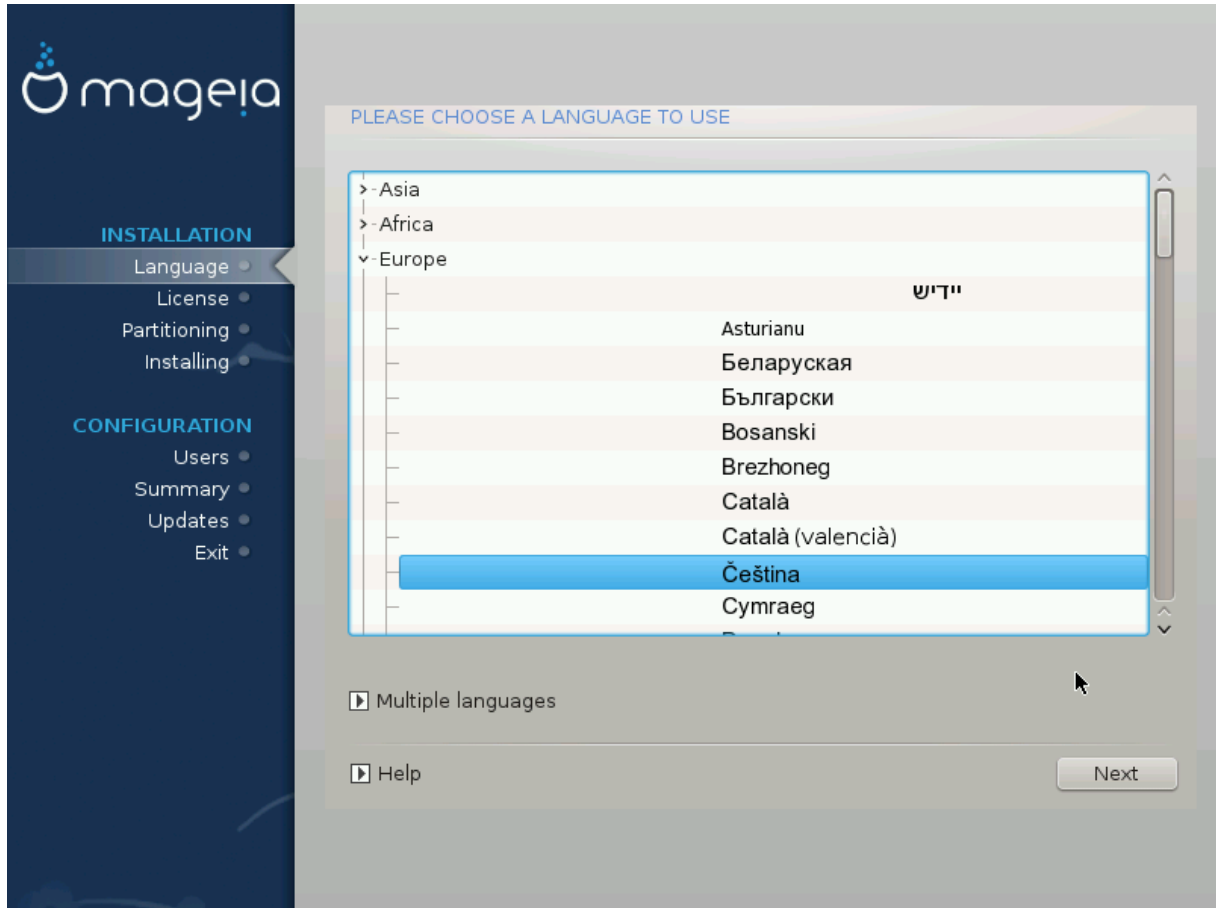 mageia
INSTALLATION
Language
License
Partitioning
Installing
CONFIGURATION
Users
Summary
Updates
Exit
PLEASE CHOOSE A LANGUAGE TO USE
Asia
Africa
Europe
ייִדיש
Asturianu
Беларуская
Български
Bosanski
Brezhoneg
Català
Català (valencià)
Čeština
Cymraeg
Multiple languages
Help
Next